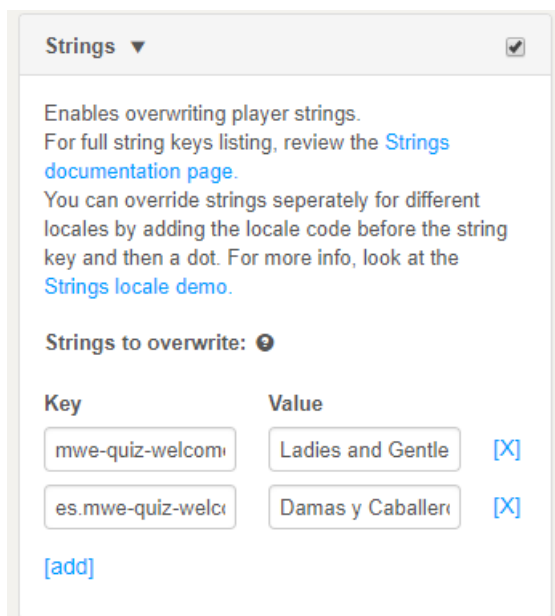 Strings ▼
Enables overwriting player strings.
For full string keys listing, review the Strings
documentation page.
You can override strings seperately for different
locales by adding the locale code before the string
key and then a dot. For more info, look at the
Strings locale demo.
Strings to overwrite:
Key Value
mwe-quiz-welcom Ladies and Gentle [X]
es.mwe-quiz-welc Damas y Caballer [X]
[add]